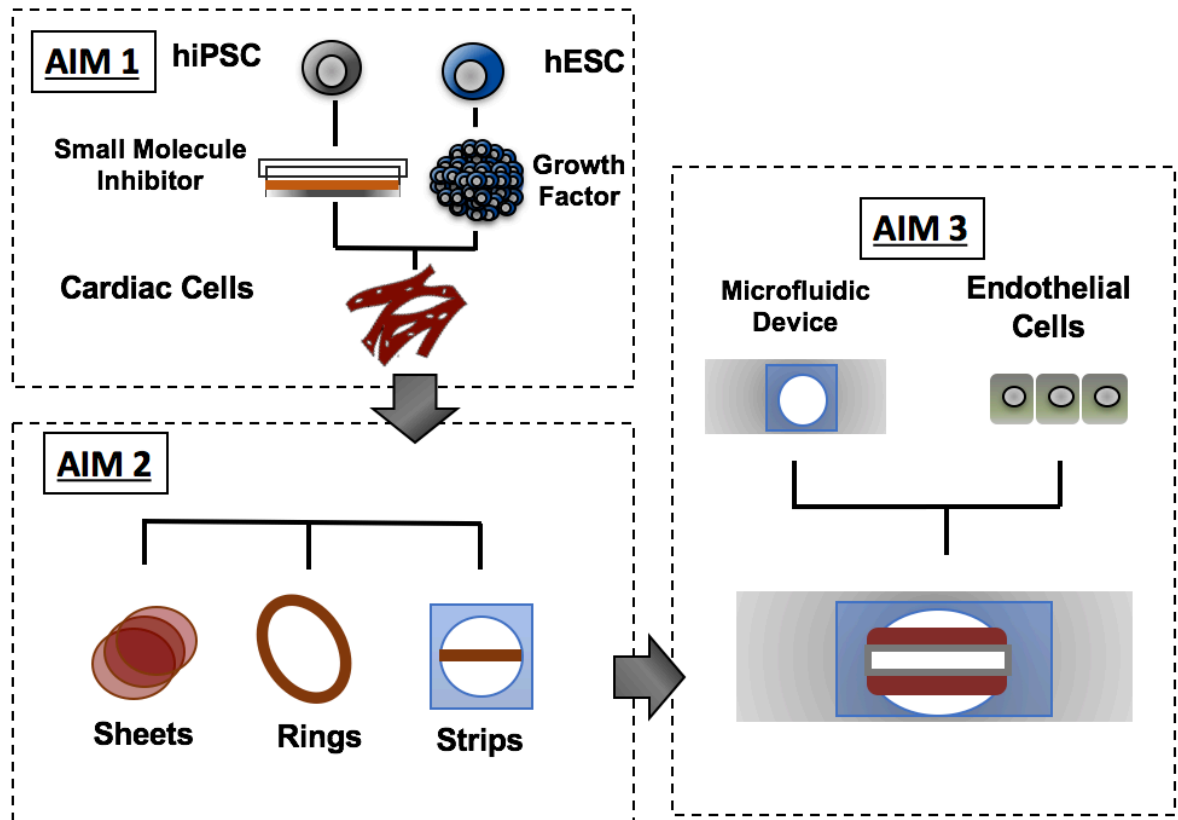 AIM 1
hiPSC
hESC
Small Molecule
Inhibitor
Growth
Factor
Cardiac Cells
AIM 2
Sheets
Rings
Strips
AIM 3
Microfluidic
Device
Endothelial
Cells